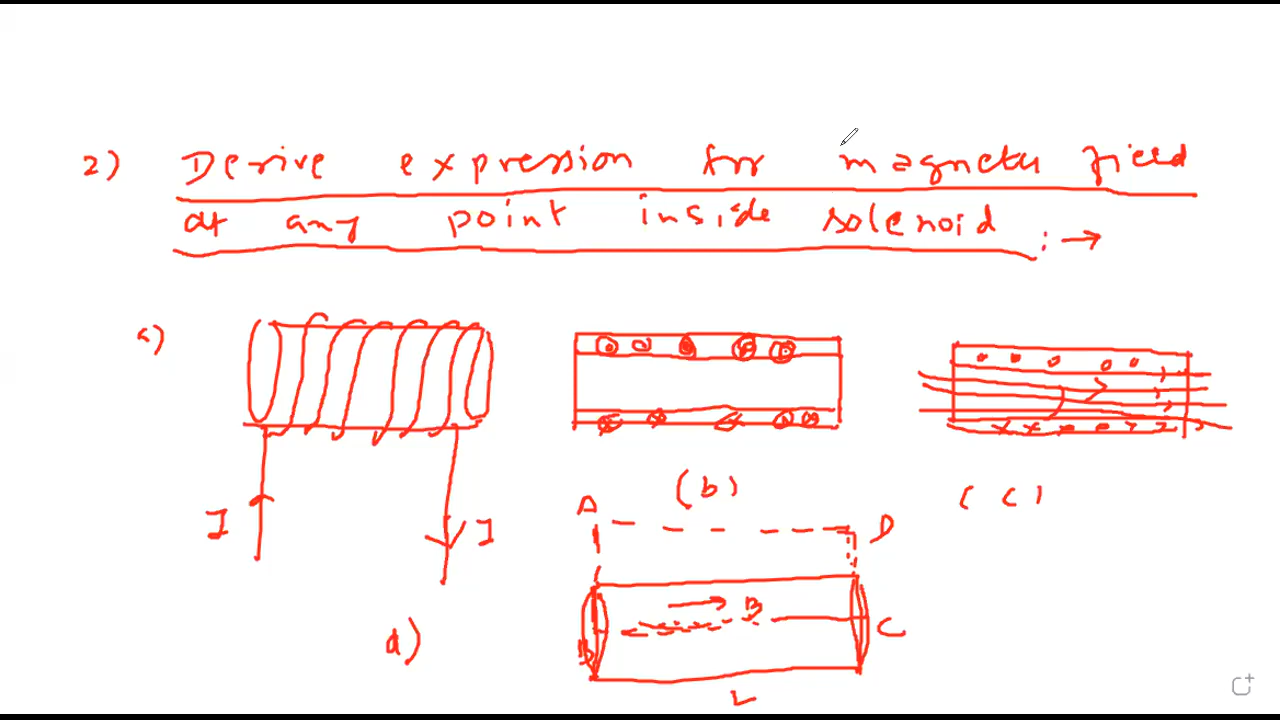 2) Derive expression for magnetic field
at any point inside solenoid :→
a)
I I
(b)
(c)
A D
B
B C
d)
L